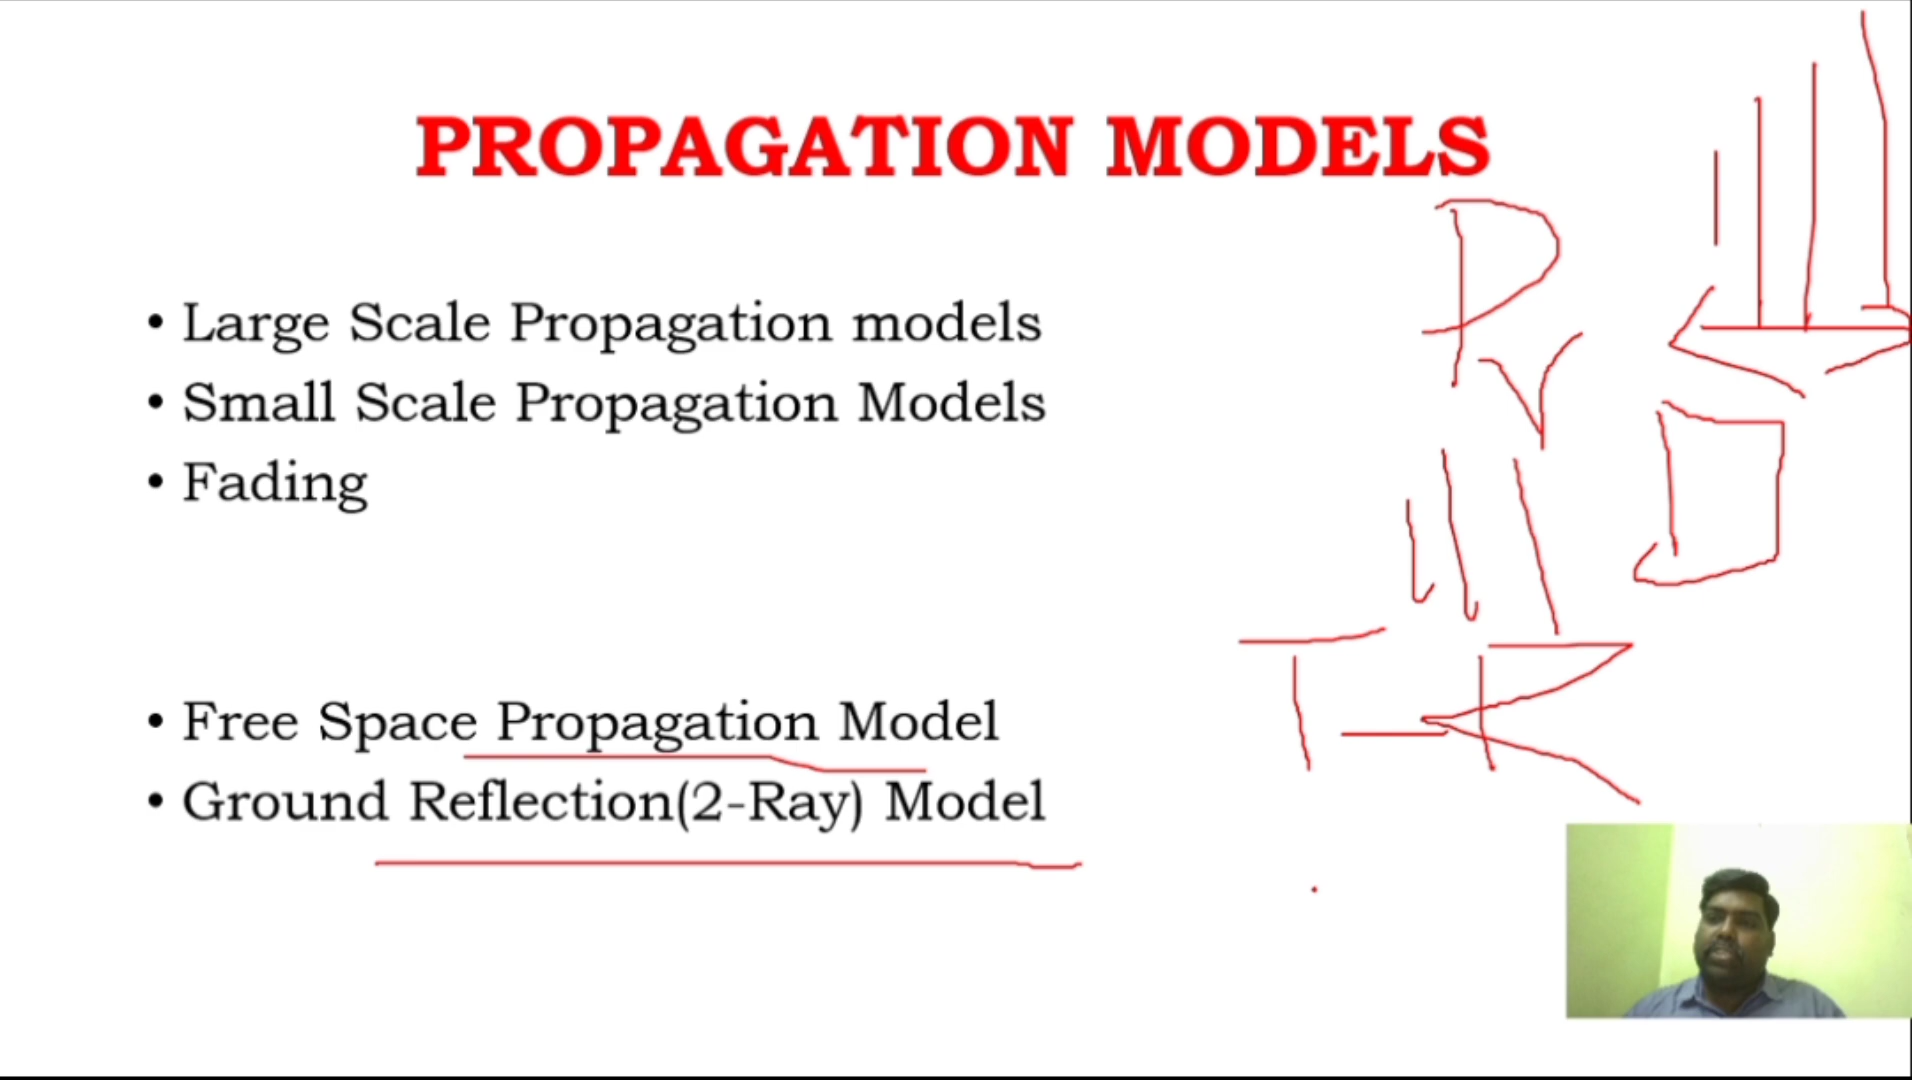 PROPAGATION MODELS
• Large Scale Propagation models
• Small Scale Propagation Models
• Fading
• Free Space Propagation Model
• Ground Reflection(2-Ray) Model
T-R